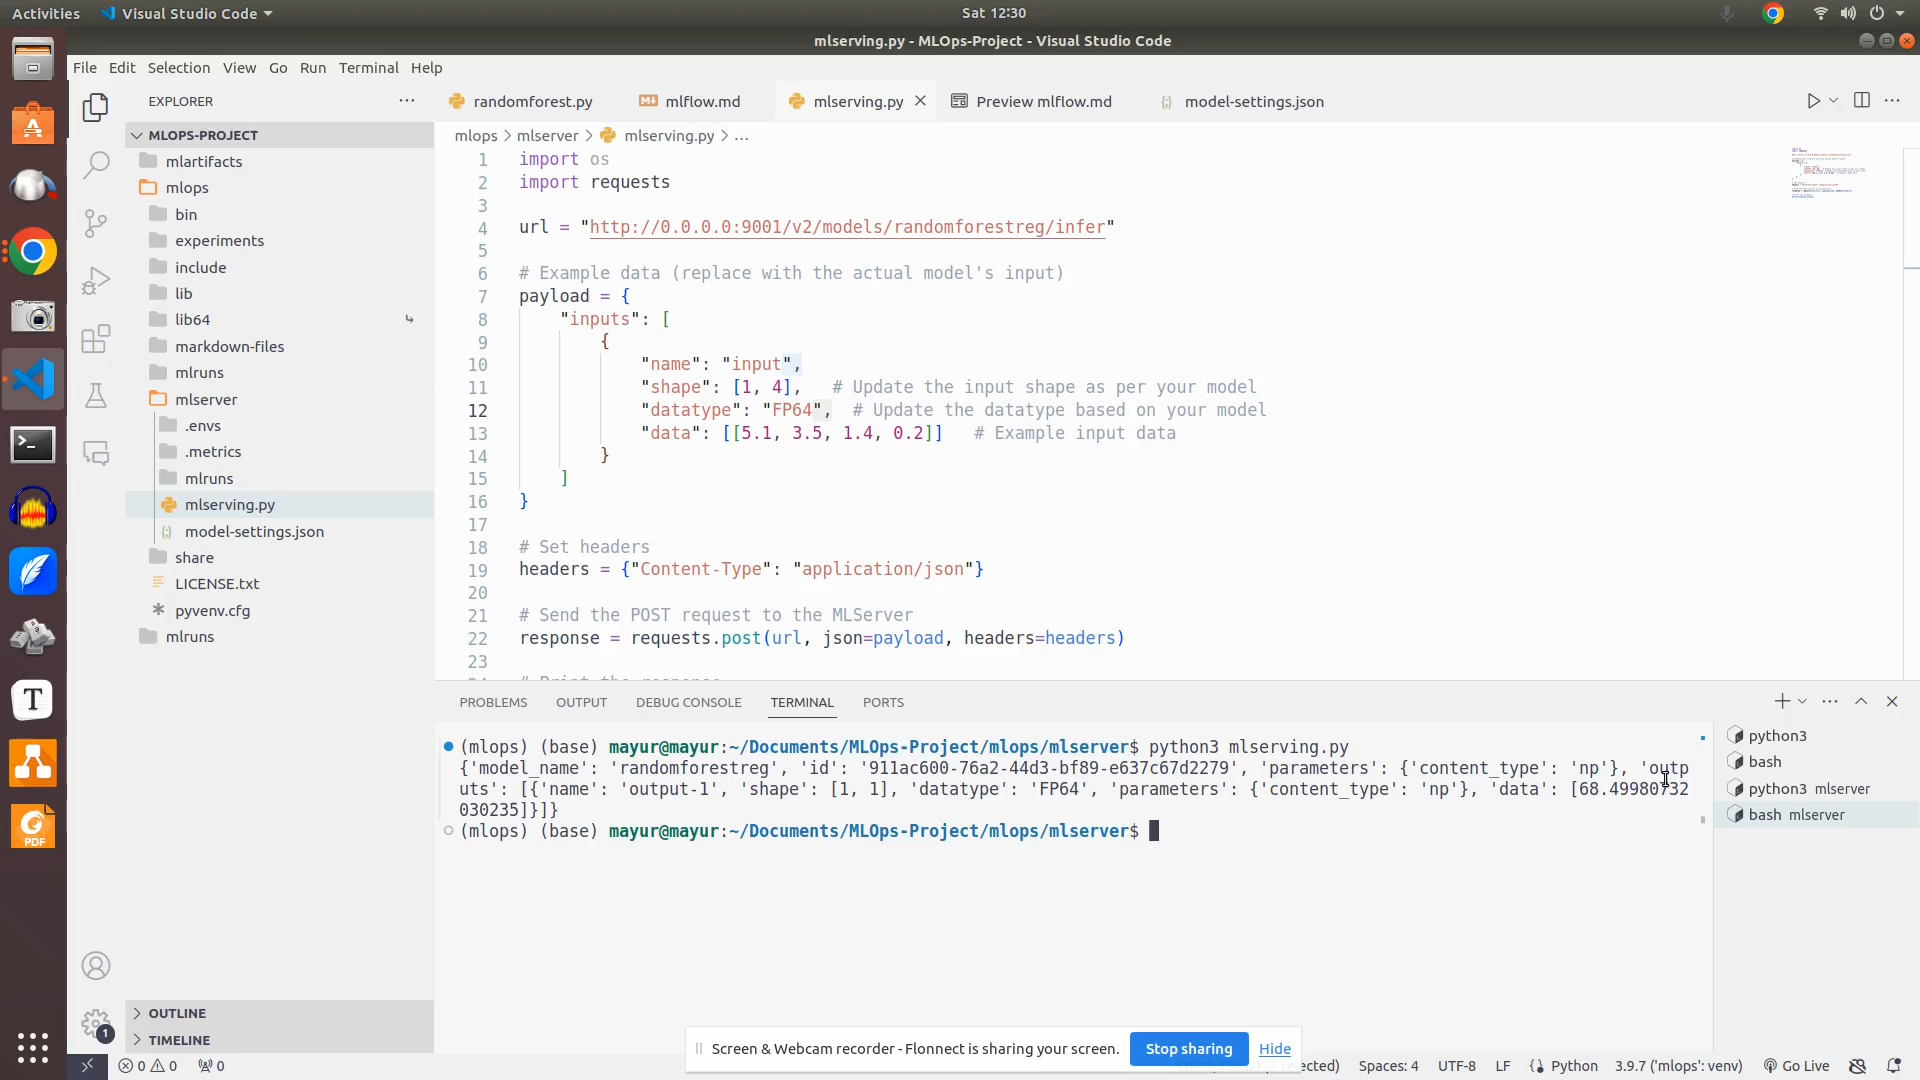 Activities Visual Studio Code Sat 12:30
mlserving.py - MLOps-Project - Visual Studio Code
File Edit Selection View Go Run Terminal Help
EXPLORER
randomforest.py mlflow.md mlserving.py Preview mlflow.md model-settings.json
MLOPS-PROJECT
mlartifacts
mlops
bin
experiments
include
lib
lib64
markdown-files
mlruns
mlserver
.envs
.metrics
mlruns
mlserving.py
model-settings.json
share
LICENSE.txt
pyvenv.cfg
mlruns
OUTLINE
TIMELINE
mlops > mlserver > mlserving.py > ...
1 import os
2 import requests
3
4 url = "http://0.0.0.0:9001/v2/models/randomforestreg/infer"
5
6 # Example data (replace with the actual model's input)
7 payload = {
8 "inputs": [
9 {
10 "name": "input",
11 "shape": [1, 4], # Update the input shape as per your model
12 "datatype": "FP64", # Update the datatype based on your model
13 "data": [[5.1, 3.5, 1.4, 0.2]] # Example input data
14 }
15 ]
16 }
17
18 # Set headers
19 headers = {"Content-Type": "application/json"}
20
21 # Send the POST request to the MLServer
22 response = requests.post(url, json=payload, headers=headers)
23
# Print the response
PROBLEMS OUTPUT DEBUG CONSOLE TERMINAL PORTS
(mlops) (base) mayur@mayur:~/Documents/MLOps-Project/mlops/mlserver$ python3 mlserving.py
{'model_name': 'randomforestreg', 'id': '911ac600-76a2-44d3-bf89-e637c67d2279', 'parameters': {'content_type': 'np'}, 'outp
uts': [{'name': 'output-1', 'shape': [1, 1], 'datatype': 'FP64', 'parameters': {'content_type': 'np'}, 'data': [68.49980732
030235]}]}
(mlops) (base) mayur@mayur:~/Documents/MLOps-Project/mlops/mlserver$
python3
bash
python3 mlserver
bash mlserver
Screen & Webcam recorder - Flonnect is sharing your screen. Stop sharing Hide
1
0 0 0 Spaces: 4 UTF-8 LF Python 3.9.7 ('mlops': venv) Go Live
T
PDF